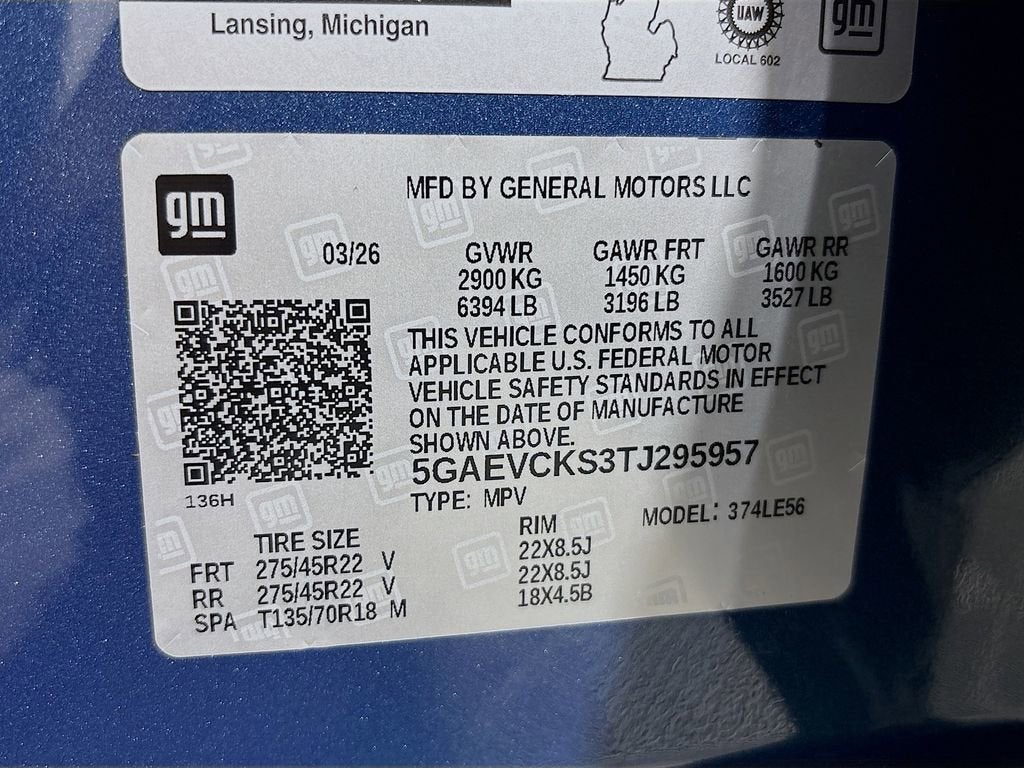 Lansing, Michigan
UAW
LOCAL 602
gm
gm
MFD BY GENERAL MOTORS LLC
03/26 GVWR GAWR FRT GAWR RR
2900 KG 1450 KG 1600 KG
6394 LB 3196 LB 3527 LB
THIS VEHICLE CONFORMS TO ALL
APPLICABLE U.S. FEDERAL MOTOR
VEHICLE SAFETY STANDARDS IN EFFECT
ON THE DATE OF MANUFACTURE
SHOWN ABOVE.
5GAEVCKS3TJ295957
136H
TYPE: MPV MODEL: 374LE56
TIRE SIZE RIM
FRT 275/45R22 V 22X8.5J
RR 275/45R22 V 22X8.5J
SPA T135/70R18 M 18X4.5B